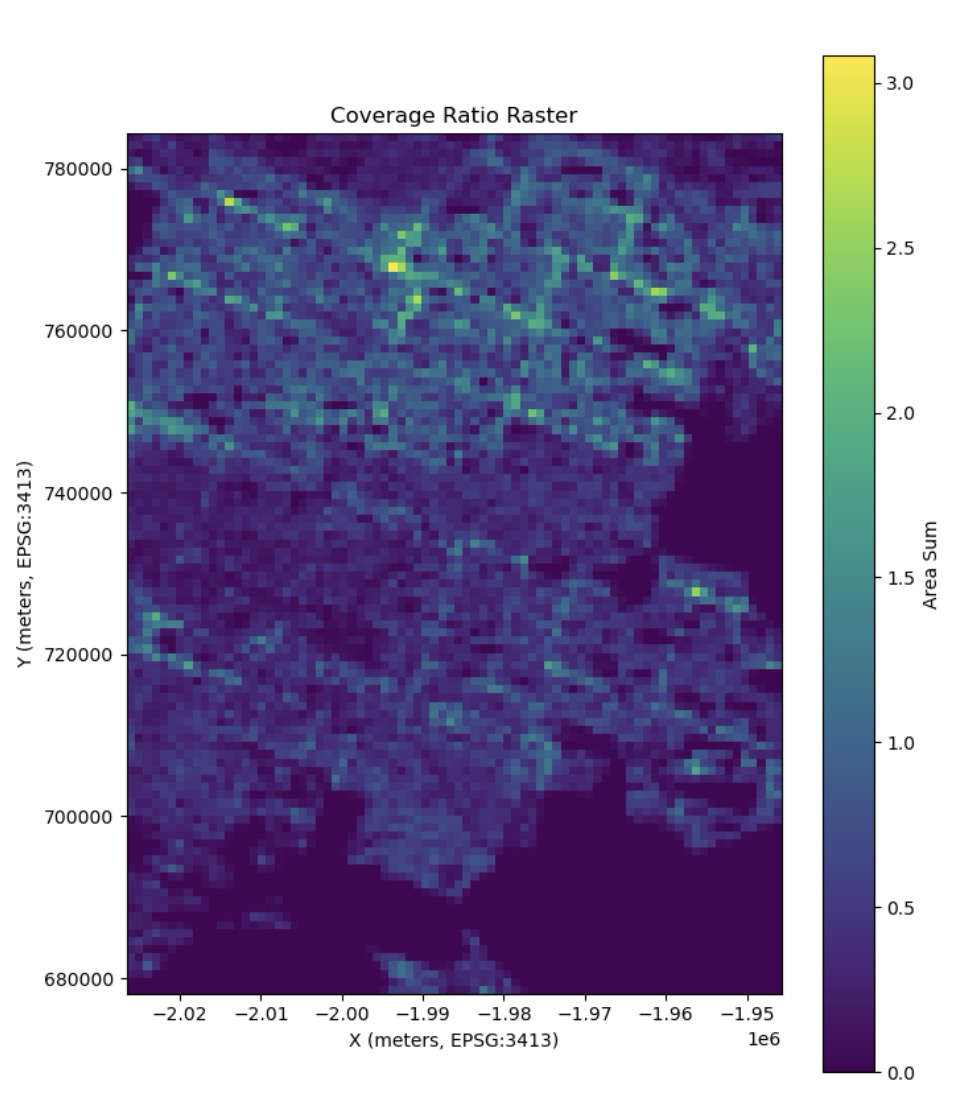 Coverage Ratio Raster
780000
760000
740000
720000
700000
680000
Y (meters, EPSG:3413)
−2.02 −2.01 −2.00 −1.99 −1.98 −1.97 −1.96 −1.95
1e6
X (meters, EPSG:3413)
3.0
2.5
2.0
1.5
1.0
0.5
0.0
Area Sum